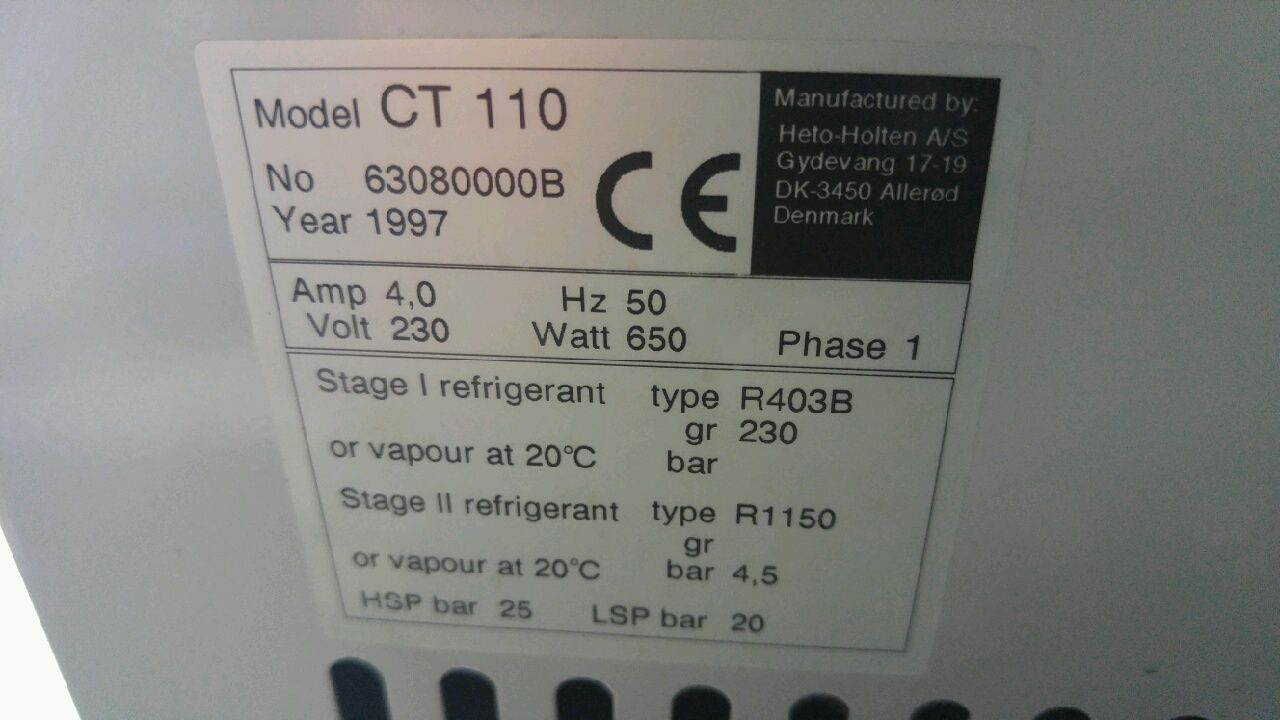 Model CT 110
No 63080000B
Year 1997
CE
Manufactured by:
Heto-Holten A/S
Gydevang 17-19
DK-3450 Allerød
Denmark
Amp 4,0 Hz 50
Volt 230 Watt 650 Phase 1
Stage I refrigerant type R403B
gr 230
or vapour at 20°C bar
Stage II refrigerant type R1150
gr
or vapour at 20°C bar 4,5
HSP bar 25 LSP bar 20